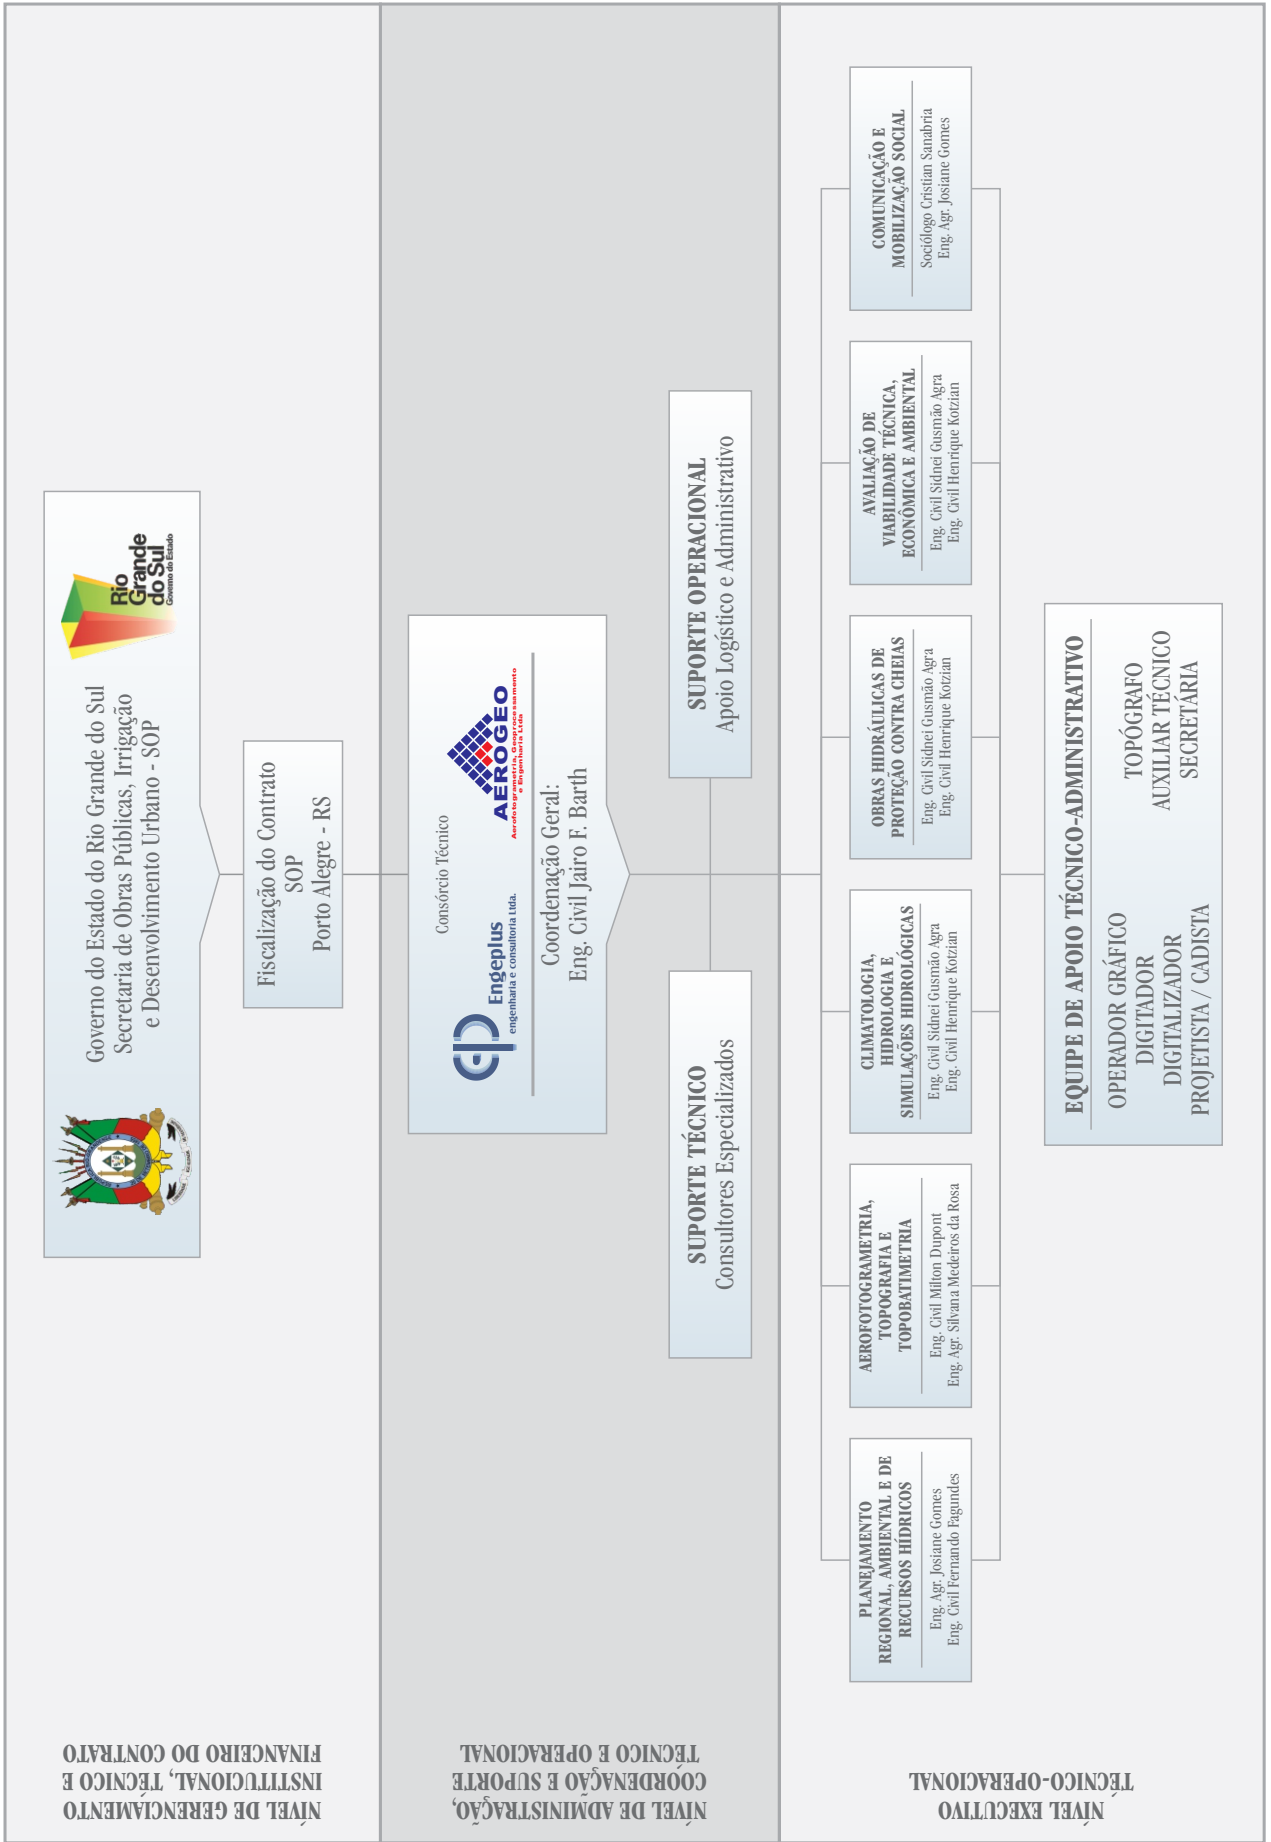 NÍVEL DE GERENCIAMENTO
INSTITUCIONAL, TÉCNICO E
FINANCEIRO DO CONTRATO
Governo do Estado do Rio Grande do Sul
Secretaria de Obras Públicas, Irrigação
e Desenvolvimento Urbano - SOP
Rio
Grande
do Sul
Governo do Estado
Fiscalização do Contrato
SOP
Porto Alegre - RS
NÍVEL DE ADMINISTRAÇÃO,
COORDENAÇÃO E SUPORTE
TÉCNICO E OPERACIONAL
Consórcio Técnico
ep
Engeplus
engenharia e consultoria Ltda.
AEROGEO
Aerofotogrametria, Geoprocessamento
e Engenharia Ltda
Coordenação Geral:
Eng. Civil Jairo F. Barth
SUPORTE TÉCNICO
Consultores Especializados
SUPORTE OPERACIONAL
Apoio Logístico e Administrativo
NÍVEL EXECUTIVO
TÉCNICO-OPERACIONAL
PLANEJAMENTO
REGIONAL, AMBIENTAL E DE
RECURSOS HÍDRICOS
Eng. Agr. Josiane Gomes
Eng. Civil Fernando Fagundes
AEROFOTOGRAMETRIA,
TOPOGRAFIA E
TOPOBATIMETRIA
Eng. Civil Milton Dupont
Eng. Agr. Silvana Medeiros da Rosa
CLIMATOLOGIA,
HIDROLOGIA E
SIMULAÇÕES HIDROLÓGICAS
Eng. Civil Sidnei Gusmão Agra
Eng. Civil Henrique Kotzian
OBRAS HIDRÁULICAS DE
PROTEÇÃO CONTRA CHEIAS
Eng. Civil Sidnei Gusmão Agra
Eng. Civil Henrique Kotzian
AVALIAÇÃO DE
VIABILIDADE TÉCNICA,
ECONÔMICA E AMBIENTAL
Eng. Civil Sidnei Gusmão Agra
Eng. Civil Henrique Kotzian
COMUNICAÇÃO E
MOBILIZAÇÃO SOCIAL
Sociólogo Cristian Sanabria
Eng. Agr. Josiane Gomes
EQUIPE DE APOIO TÉCNICO-ADMINISTRATIVO
OPERADOR GRÁFICO
DIGITADOR
DIGITALIZADOR
PROJETISTA / CADISTA
TOPÓGRAFO
AUXILIAR TÉCNICO
SECRETÁRIA